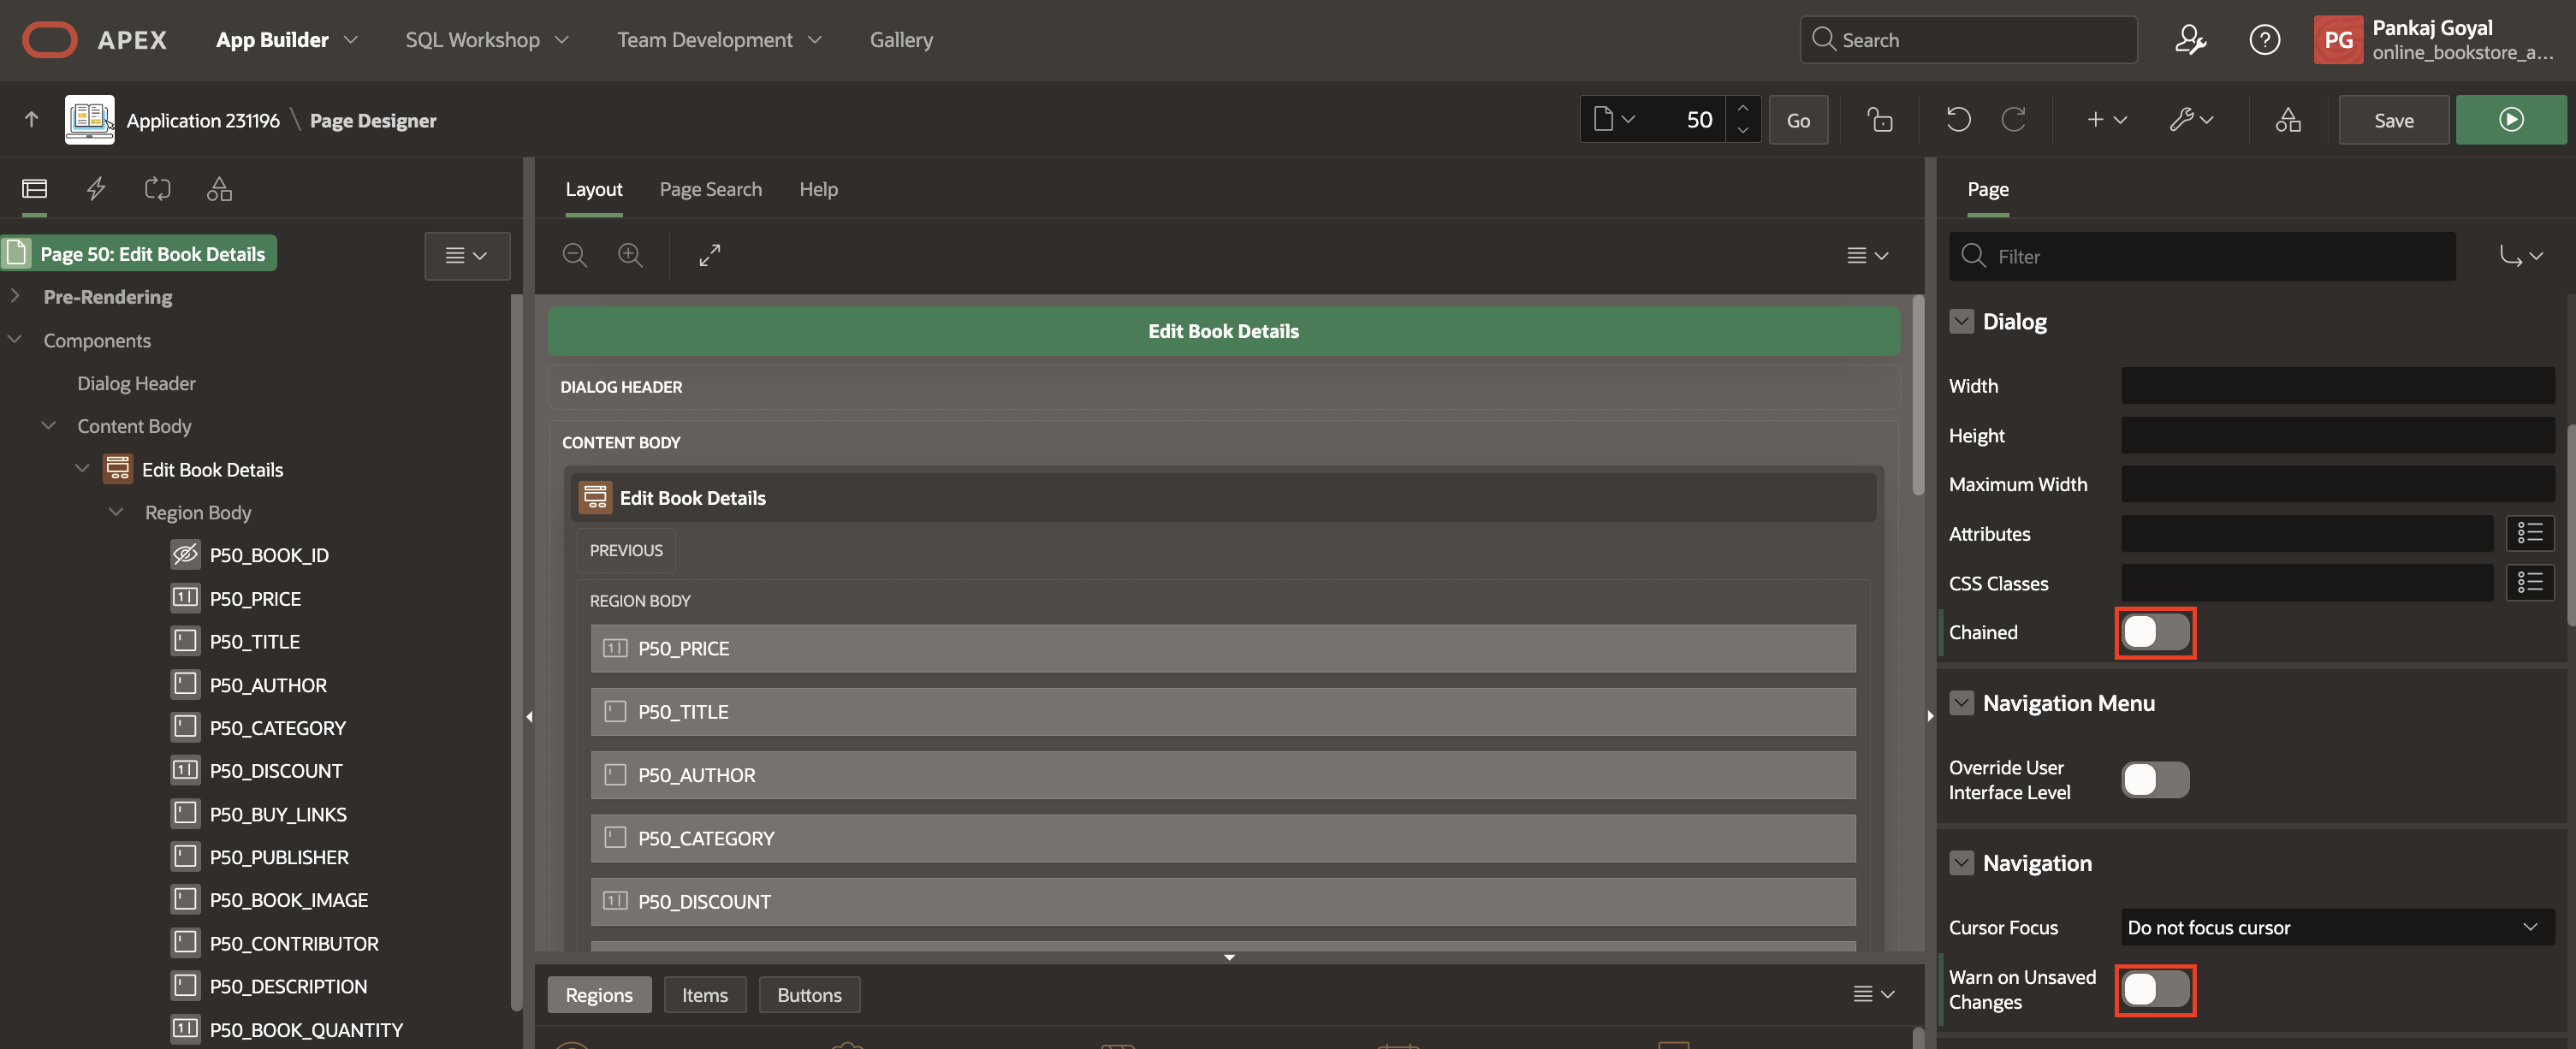 APEX
App Builder
SQL Workshop
Team Development
Gallery
Search
PG
Pankaj Goyal
online_bookstore_a...
Application 231196 \ Page Designer
50
Go
Save
Layout
Page Search
Help
Page
Page 50: Edit Book Details
Pre-Rendering
Components
Dialog Header
Content Body
Edit Book Details
Region Body
P50_BOOK_ID
P50_PRICE
P50_TITLE
P50_AUTHOR
P50_CATEGORY
P50_DISCOUNT
P50_BUY_LINKS
P50_PUBLISHER
P50_BOOK_IMAGE
P50_CONTRIBUTOR
P50_DESCRIPTION
P50_BOOK_QUANTITY
Edit Book Details
DIALOG HEADER
CONTENT BODY
Edit Book Details
PREVIOUS
REGION BODY
P50_PRICE
P50_TITLE
P50_AUTHOR
P50_CATEGORY
P50_DISCOUNT
Regions
Items
Buttons
Filter
Dialog
Width
Height
Maximum Width
Attributes
CSS Classes
Chained
Navigation Menu
Override User
Interface Level
Navigation
Cursor Focus
Do not focus cursor
Warn on Unsaved
Changes